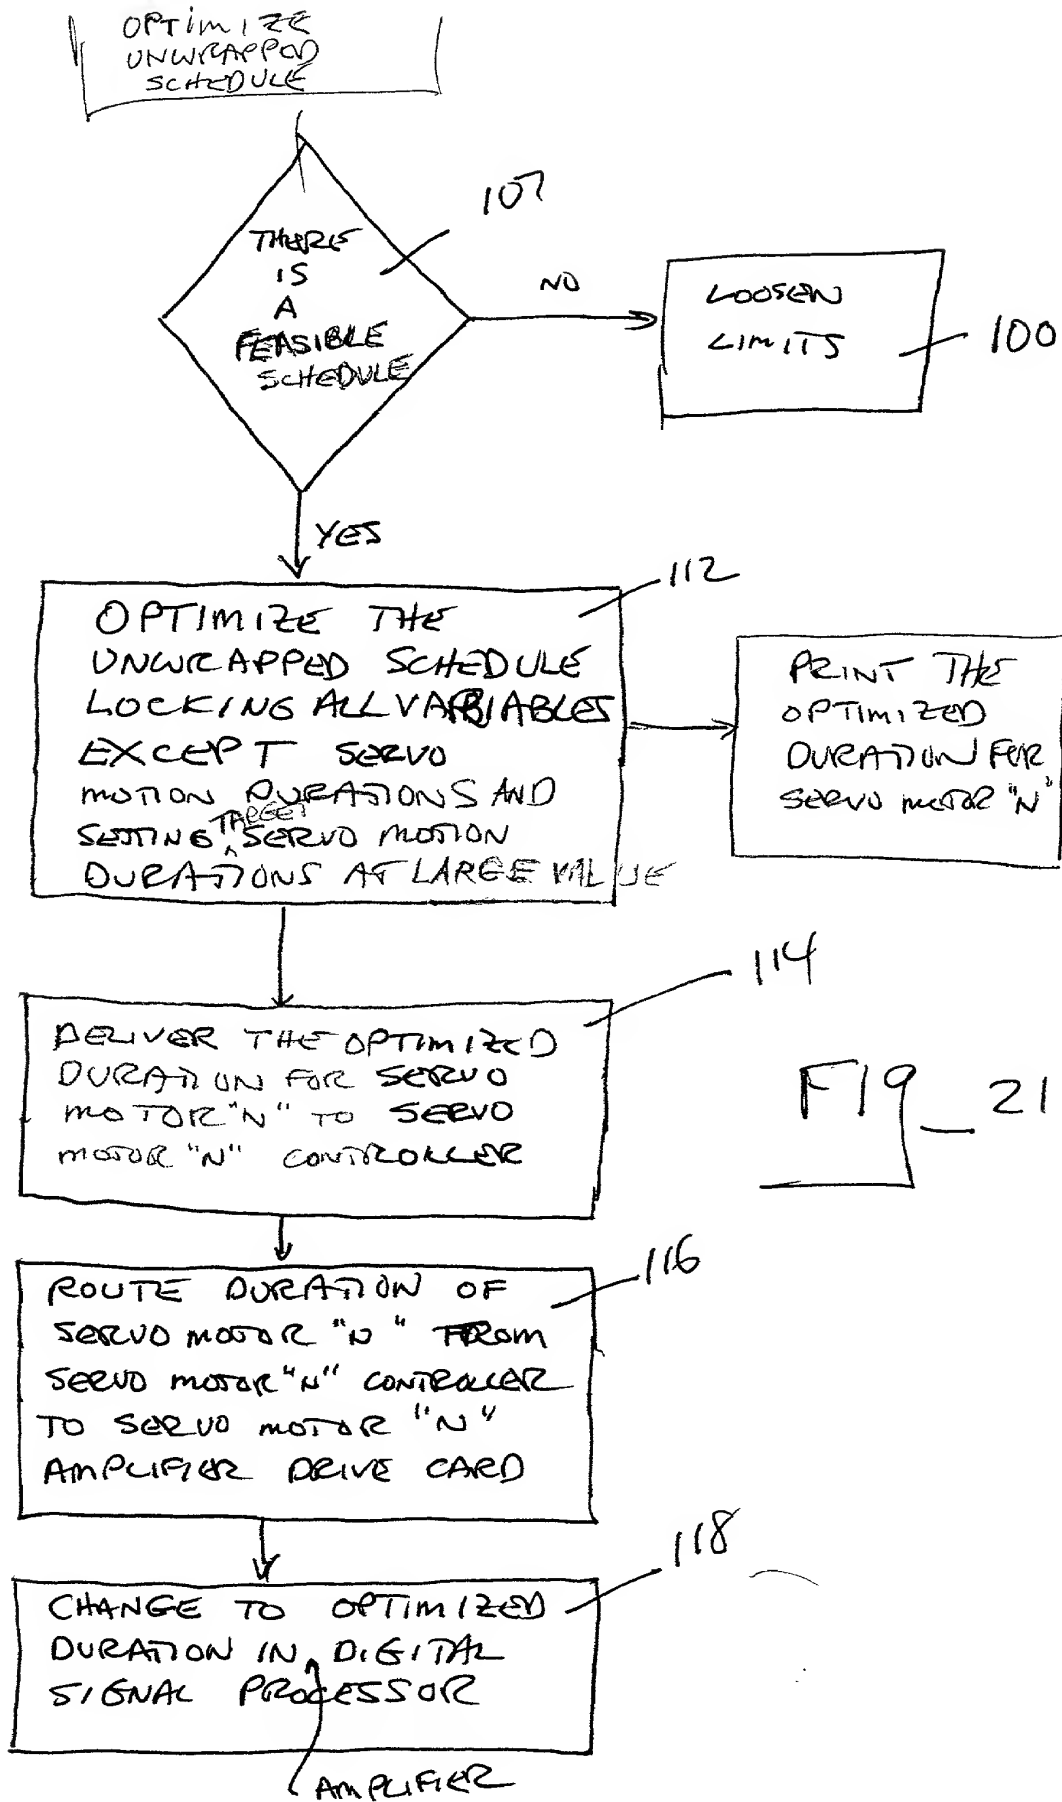 OPTIMIZE
UNWRAPPED
SCHEDULE
107
THERE
IS
A
FEASIBLE
SCHEDULE
NO
LOOSEN
LIMITS
100
YES
112
OPTIMIZE THE
UNWRAPPED SCHEDULE
LOCKING ALL VARIABLES
EXCEPT SERVO
MOTION DURATIONS AND
SETTING TARGET SERVO MOTION
DURATIONS AT LARGE VALUE
PRINT THE
OPTIMIZED
DURATION FOR
SERVO MOTOR "N"
114
DELIVER THE OPTIMIZED
DURATION FOR SERVO
MOTOR "N" TO SERVO
MOTOR "N" CONTROLLER
FIG_21
116
ROUTE DURATION OF
SERVO MOTOR "N" FROM
SERVO MOTOR "N" CONTROLLER
TO SERVO MOTOR "N"
AMPLIFIER DRIVE CARD
118
CHANGE TO OPTIMIZED
DURATION IN DIGITAL
SIGNAL PROCESSOR
AMPLIFIER